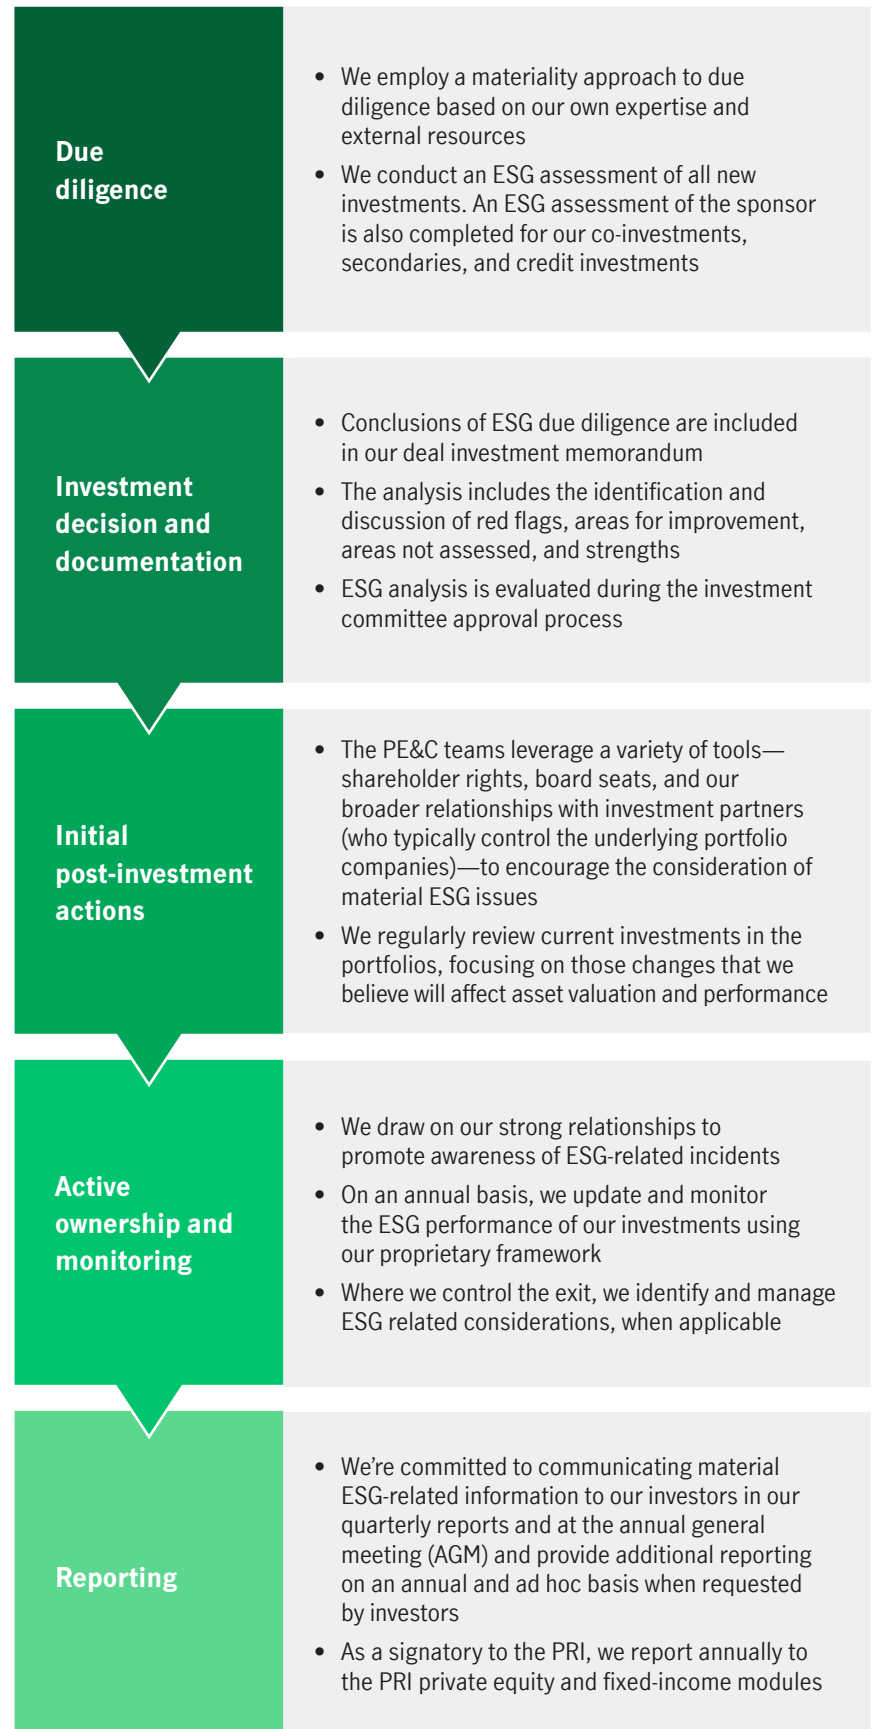 Due
diligence
• We employ a materiality approach to due
diligence based on our own expertise and
external resources
• We conduct an ESG assessment of all new
investments. An ESG assessment of the sponsor
is also completed for our co-investments,
secondaries, and credit investments
Investment
decision and
documentation
• Conclusions of ESG due diligence are included
in our deal investment memorandum
• The analysis includes the identification and
discussion of red flags, areas for improvement,
areas not assessed, and strengths
• ESG analysis is evaluated during the investment
committee approval process
Initial
post-investment
actions
• The PE&C teams leverage a variety of tools—
shareholder rights, board seats, and our
broader relationships with investment partners
(who typically control the underlying portfolio
companies)—to encourage the consideration of
material ESG issues
• We regularly review current investments in the
portfolios, focusing on those changes that we
believe will affect asset valuation and performance
Active
ownership and
monitoring
• We draw on our strong relationships to
promote awareness of ESG-related incidents
• On an annual basis, we update and monitor
the ESG performance of our investments using
our proprietary framework
• Where we control the exit, we identify and manage
ESG related considerations, when applicable
Reporting
• We’re committed to communicating material
ESG-related information to our investors in our
quarterly reports and at the annual general
meeting (AGM) and provide additional reporting
on an annual and ad hoc basis when requested
by investors
• As a signatory to the PRI, we report annually to
the PRI private equity and fixed-income modules